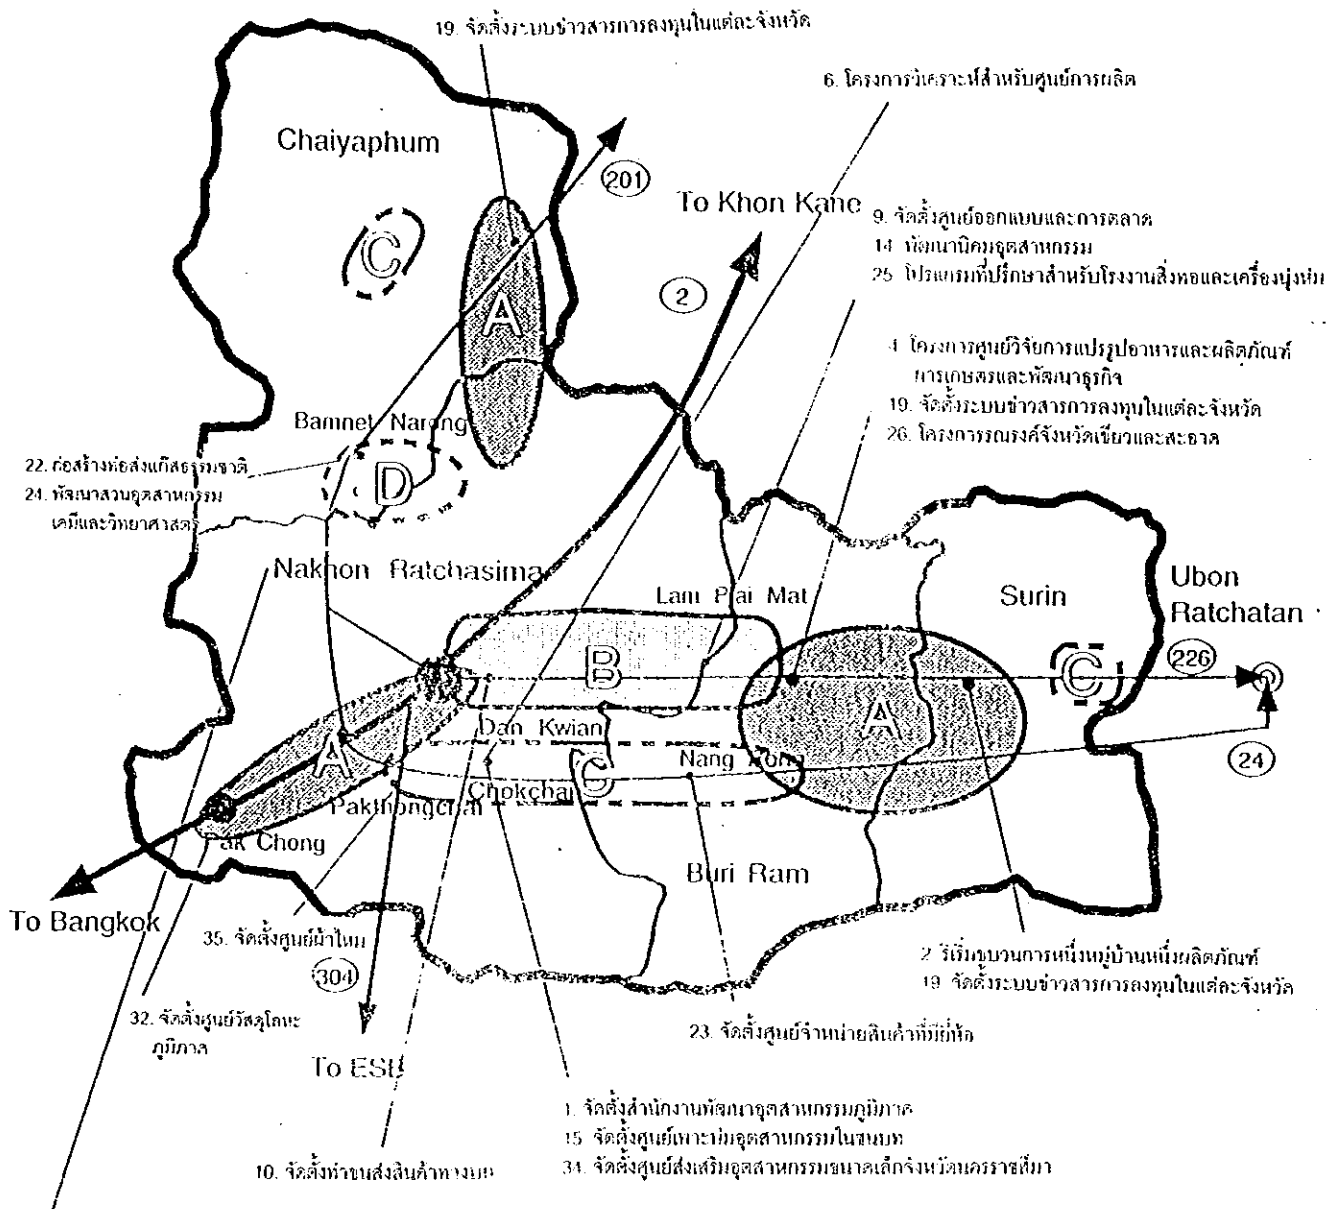 19. จัดตั้งระบบข่าวสารการลงทุนในแต่ละจังหวัด
6. โครงการวิเคราะห์สำหรับศูนย์การผลิต
Chaiyaphum
201
To Khon Kane
C
9. จัดตั้งศูนย์ออกแบบและการตลาด
14. พัฒนานิคมอุตสาหกรรม
25. โปรแกรมที่ปรึกษาสำหรับโรงงานสิ่งทอและเครื่องนุ่งห่ม
2
A
4. โครงการศูนย์วิจัยการแปรรูปอาหารและผลิตภัณฑ์
การเกษตรและพัฒนาธุรกิจ
19. จัดตั้งระบบข่าวสารการลงทุนในแต่ละจังหวัด
26. โครงการรณรงค์จังหวัดเขียวและสะอาด
Bamnet Narong
22. ก่อสร้างท่อส่งแก๊สธรรมชาติ
24. พัฒนาสวนอุตสาหกรรม
เคมีและวิทยาศาสตร์
D
Nakhon Ratchasima
Lam Plai Mat
Surin
Ubon
Ratchatan
B
C
226
A
Dan Kwian
A
Nang Rong
24
Chokchai
C
Pakthongchai
Pak Chong
Buri Ram
To Bangkok
35. จัดตั้งศูนย์ผ้าไหม
304
2. ริเริ่มขบวนการหนึ่งหมู่บ้านหนึ่งผลิตภัณฑ์
19. จัดตั้งระบบข่าวสารการลงทุนในแต่ละจังหวัด
32. จัดตั้งศูนย์วัสดุโลหะ
ภูมิภาค
23. จัดตั้งศูนย์จำหน่ายสินค้าที่มียี่ห้อ
To ESB
1. จัดตั้งสำนักงานพัฒนาอุตสาหกรรมภูมิภาค
15. จัดตั้งศูนย์เพาะบ่มอุตสาหกรรมในชนบท
34. จัดตั้งศูนย์ส่งเสริมอุตสาหกรรมขนาดเล็กจังหวัดนครราชสีมา
10. จัดตั้งท่าขนส่งสินค้าทางบก